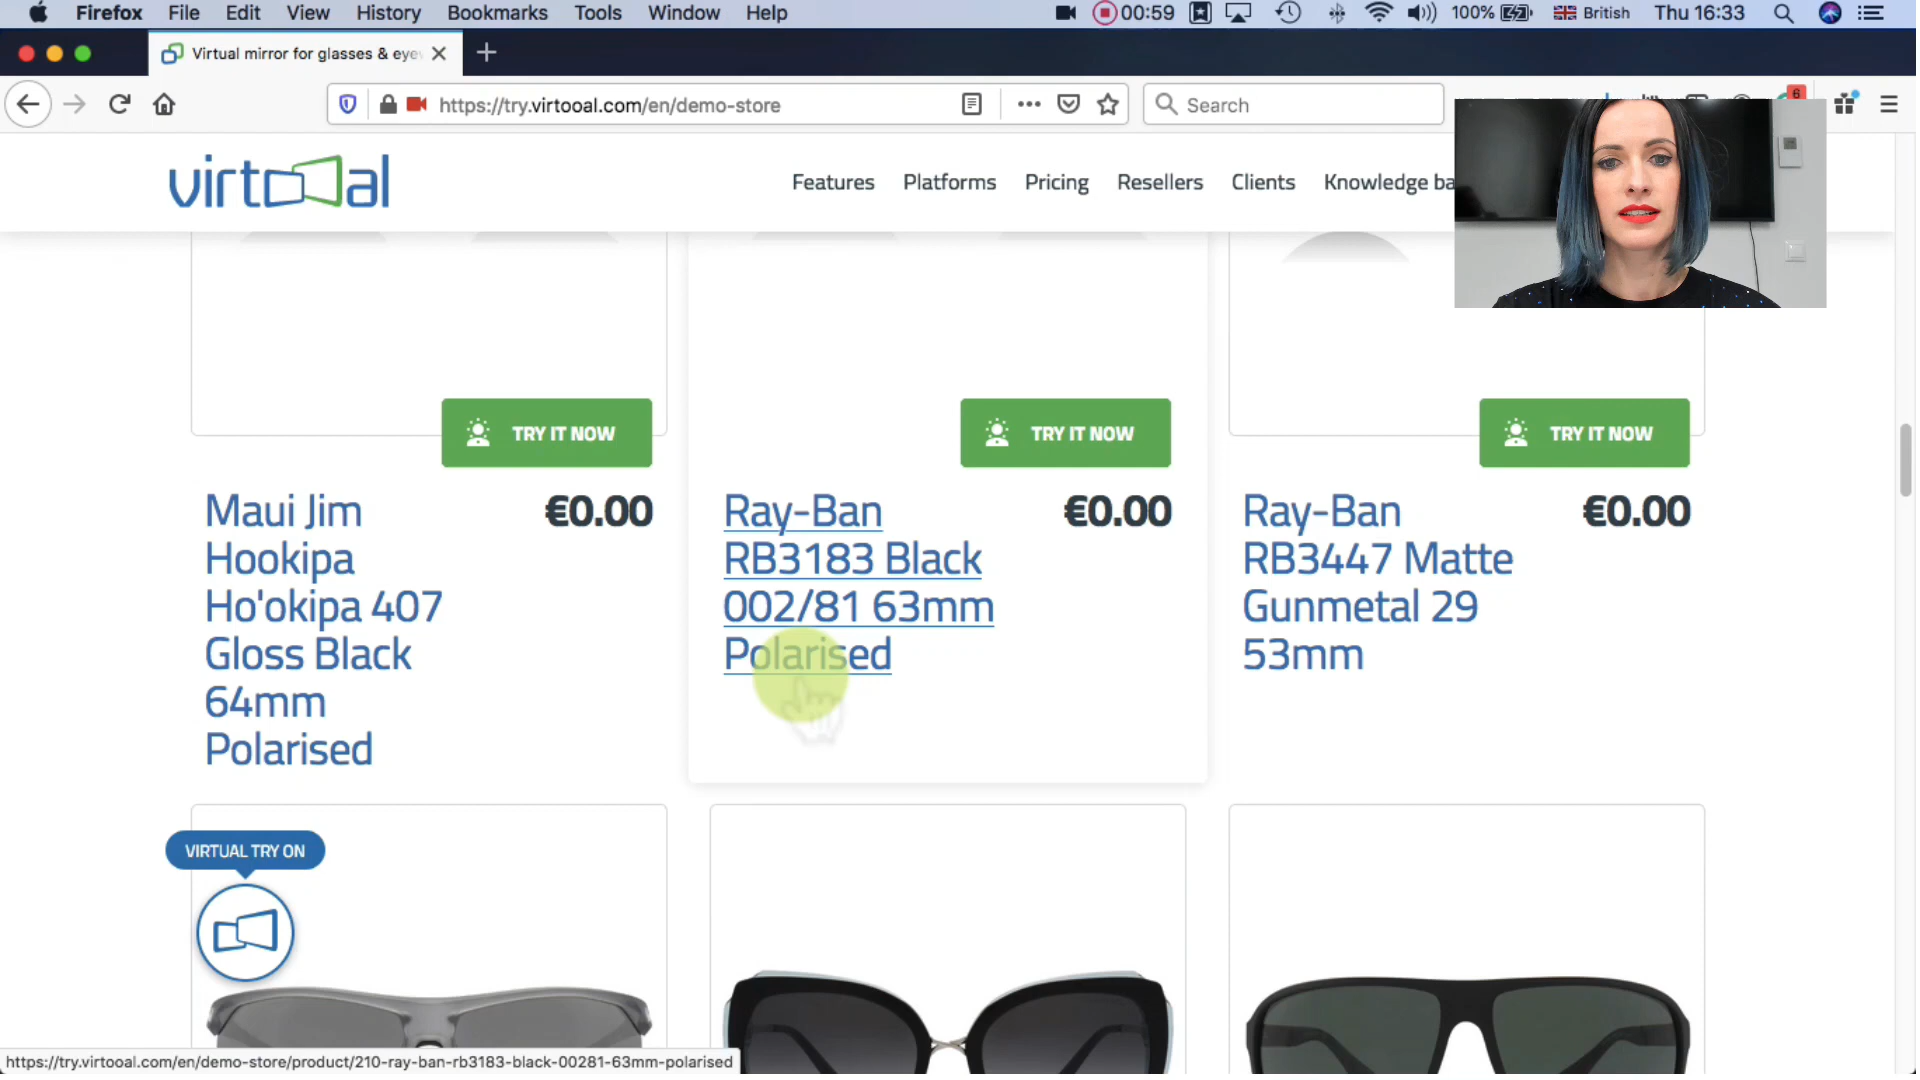 Firefox File Edit View History Bookmarks Tools Window Help 00:59 100% British Thu 16:33
Virtual mirror for glasses & eye
https://try.virtooal.com/en/demo-store Search 6
virtooal Features Platforms Pricing Resellers Clients Knowledge ba
TRY IT NOW TRY IT NOW TRY IT NOW
Maui Jim €0.00
Hookipa
Ho'okipa 407
Gloss Black
64mm
Polarised
Ray-Ban €0.00
RB3183 Black
002/81 63mm
Polarised
Ray-Ban €0.00
RB3447 Matte
Gunmetal 29
53mm
VIRTUAL TRY ON
https://try.virtooal.com/en/demo-store/product/210-ray-ban-rb3183-black-00281-63mm-polarised